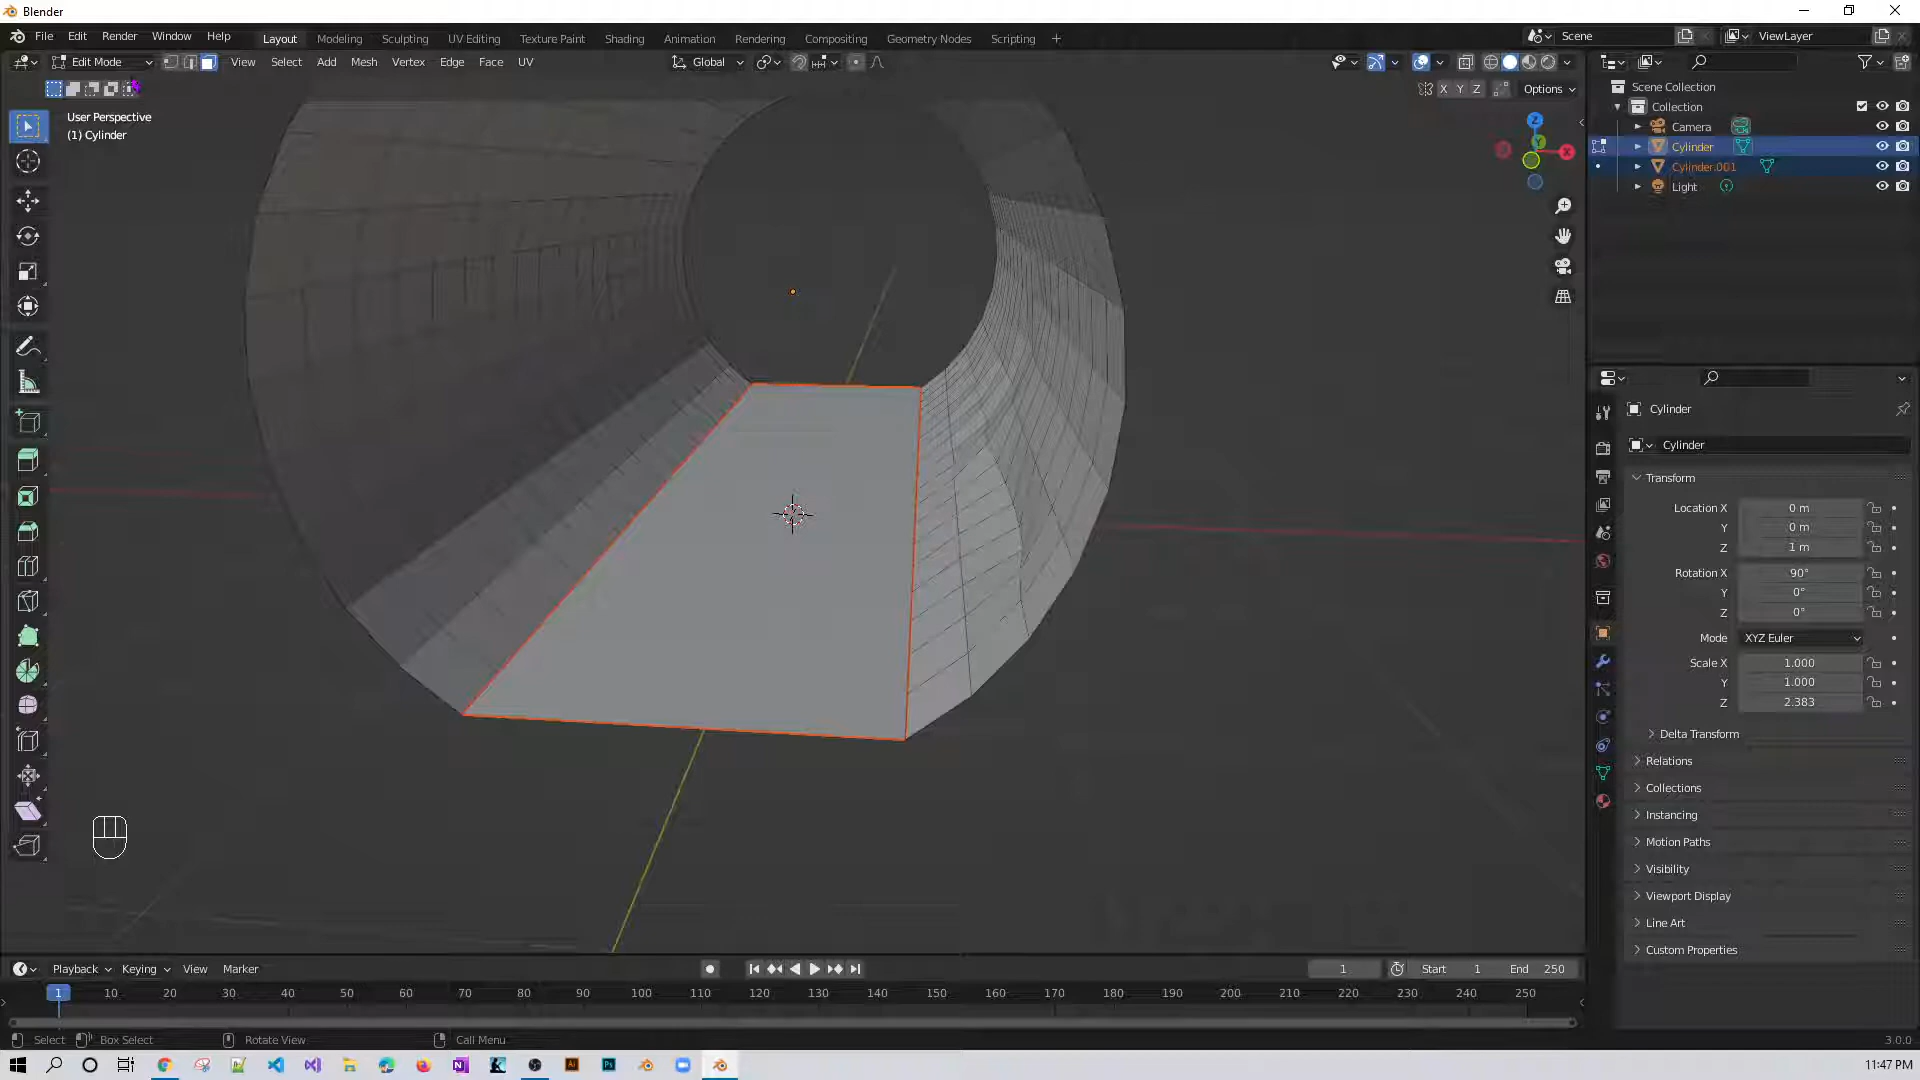 Blender
File Edit Render Window Help
Layout Modeling Sculpting UV Editing Texture Paint Shading Animation Rendering Compositing Geometry Nodes Scripting +
Scene ViewLayer
Edit Mode View Select Add Mesh Vertex Edge Face UV
Global
X Y Z Options
User Perspective
(1) Cylinder
Z
Y
X
Scene Collection
Collection
Camera
Cylinder
Cylinder.001
Light
Cylinder
Cylinder
Transform
Location X 0 m
Y 0 m
Z 1 m
Rotation X 90°
Y 0°
Z 0°
Mode XYZ Euler
Scale X 1.000
Y 1.000
Z 2.383
Delta Transform
Relations
Collections
Instancing
Motion Paths
Visibility
Viewport Display
Line Art
Custom Properties
Playback Keying View Marker
1 Start 1 End 250
1 10 20 30 40 50 60 70 80 90 100 110 120 130 140 150 160 170 180 190 200 210 220 230 240 250
Select Box Select Rotate View Call Menu 3.0.0
N Ai Ps
11:47 PM